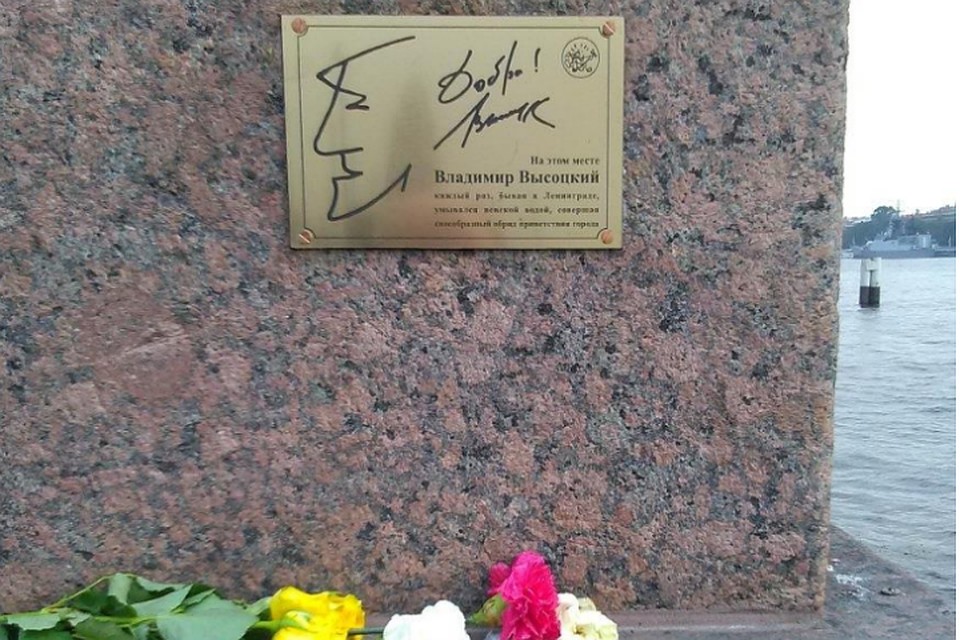 Добра!
На этом месте
Владимир Высоцкий
каждый раз, бывая в Ленинграде,
умывался невской водой, совершая
своеобразный обряд приветствия города